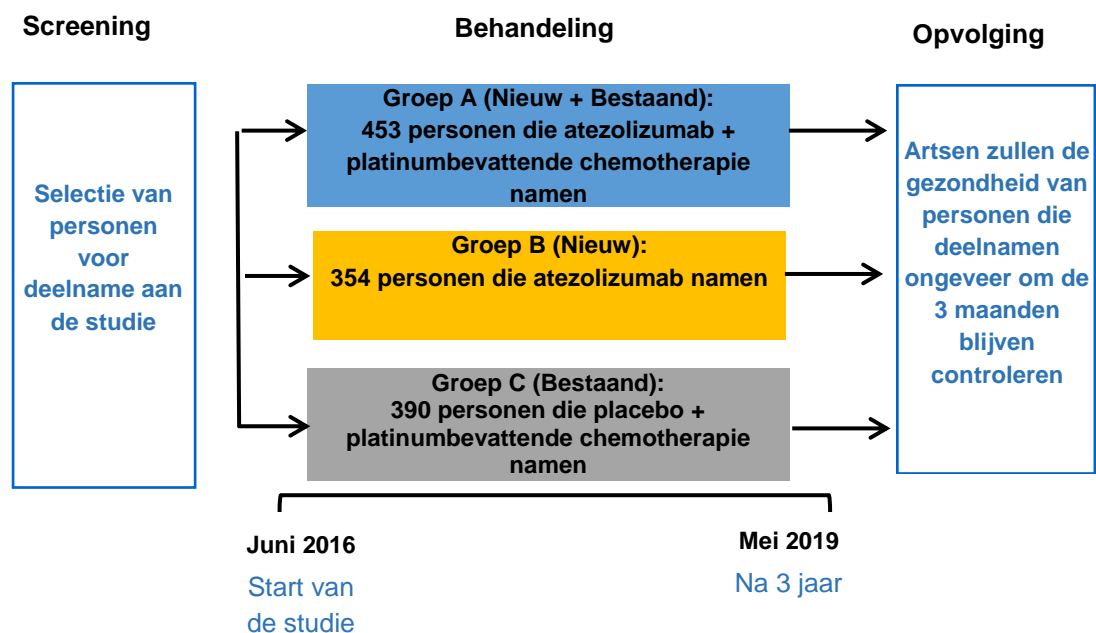 Screening
Behandeling
Opvolging
Selectie van
personen
voor
deelname aan
de studie
Groep A (Nieuw + Bestaand):
453 personen die atezolizumab +
platinumbevattende chemotherapie
namen
Groep B (Nieuw):
354 personen die atezolizumab namen
Groep C (Bestaand):
390 personen die placebo +
platinumbevattende chemotherapie
namen
Artsen zullen de
gezondheid van
personen die
deelnamen
ongeveer om de
3 maanden
blijven
controleren
Juni 2016
Start van
de studie
Mei 2019
Na 3 jaar